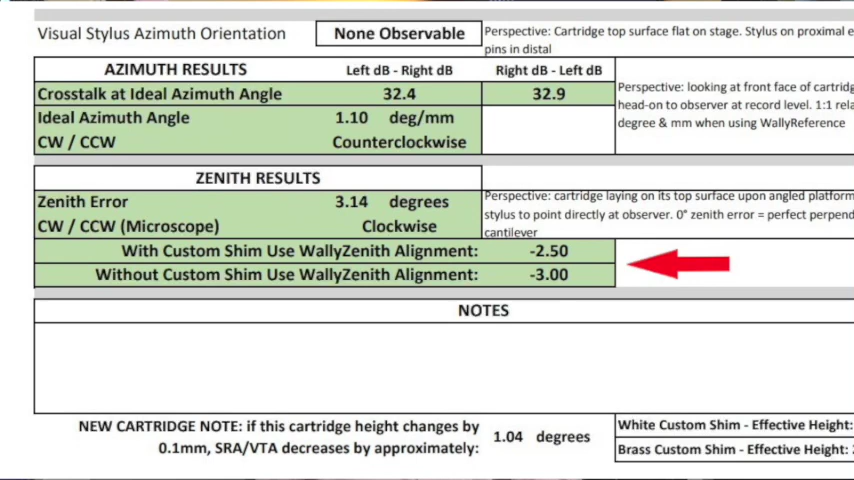 Visual Stylus Azimuth Orientation None Observable
Perspective: Cartridge top surface flat on stage. Stylus on proximal e
pins in distal
AZIMUTH RESULTS Left dB - Right dB Right dB - Left dB
Crosstalk at Ideal Azimuth Angle 32.4 32.9
Ideal Azimuth Angle 1.10 deg/mm
CW / CCW Counterclockwise
Perspective: looking at front face of cartridg
head-on to observer at record level. 1:1 rela
degree & mm when using WallyReference
ZENITH RESULTS
Zenith Error 3.14 degrees
CW / CCW (Microscope) Clockwise
Perspective: cartridge laying on its top surface upon angled platform
stylus to point directly at observer. 0° zenith error = perfect perpend
cantilever
With Custom Shim Use WallyZenith Alignment: -2.50
Without Custom Shim Use WallyZenith Alignment: -3.00
NOTES
NEW CARTRIDGE NOTE: if this cartridge height changes by
0.1mm, SRA/VTA decreases by approximately: 1.04 degrees
White Custom Shim - Effective Height:
Brass Custom Shim - Effective Height: